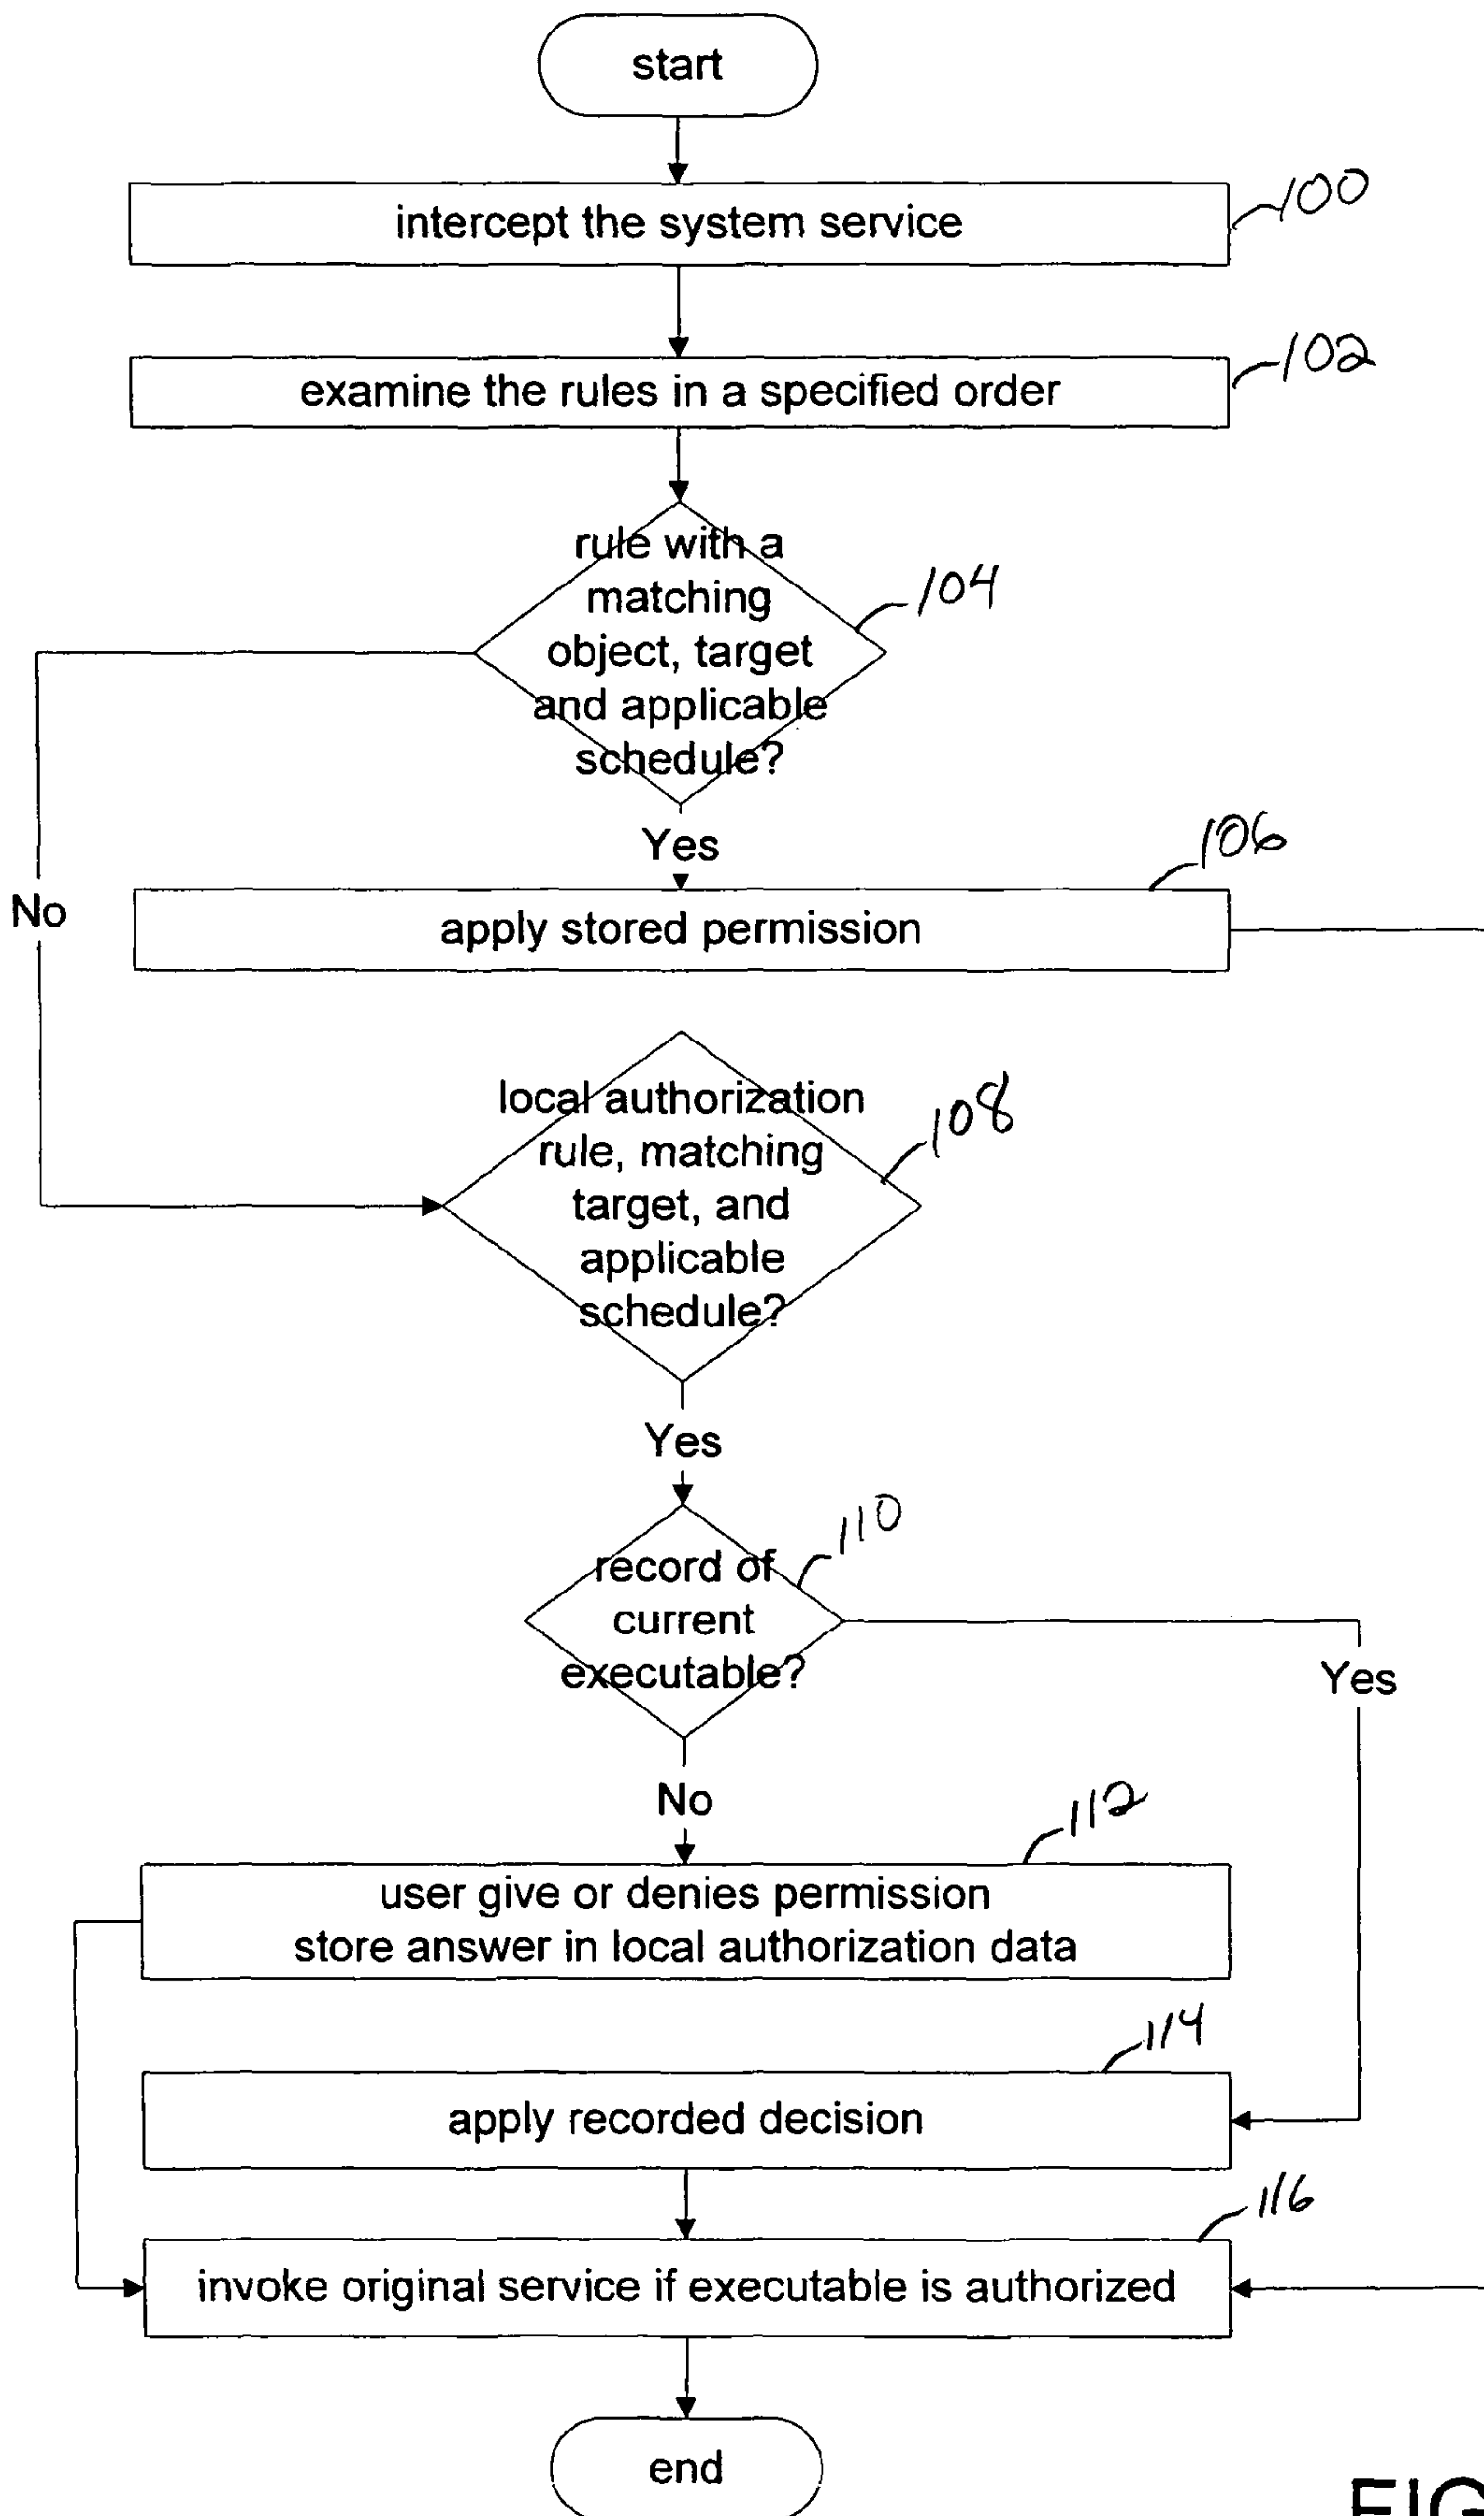 start
intercept the system service
100
examine the rules in a specified order
102
rule with a
matching
object, target
and applicable
schedule?
104
Yes
106
No
apply stored permission
local authorization
rule, matching
target, and
applicable
schedule?
108
Yes
record of
current
executable?
110
Yes
No
112
user give or denies permission
store answer in local authorization data
114
apply recorded decision
116
invoke original service if executable is authorized
end
FIG